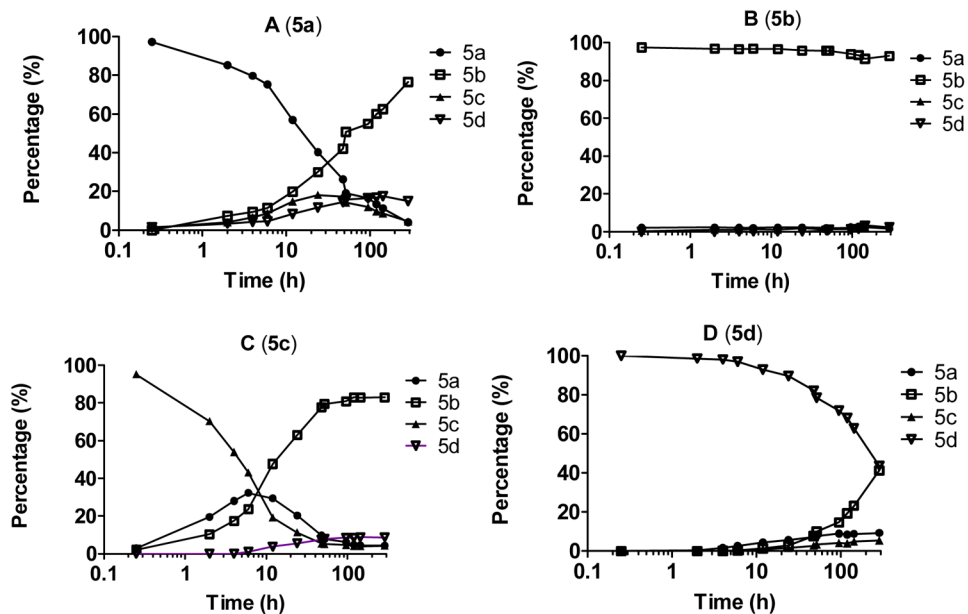 A (5a)
100
80
60
40
20
0
0.1
1
10
100
Percentage (%)
Time (h)
5a
5b
5c
5d
B (5b)
100
80
60
40
20
0
0.1
1
10
100
Percentage (%)
Time (h)
5a
5b
5c
5d
C (5c)
100
80
60
40
20
0
0.1
1
10
100
Percentage (%)
Time (h)
5a
5b
5c
5d
D (5d)
100
80
60
40
20
0
0.1
1
10
100
Percentage (%)
Time (h)
5a
5b
5c
5d